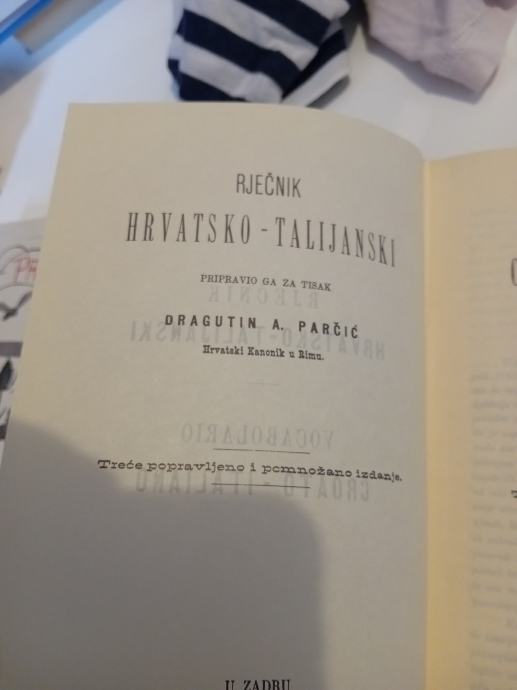 RJEČNIK
HRVATSKO - TALIJANSKI
PRIPRAVIO GA ZA TISAK
DRAGUTIN A. PARČIĆ
Hrvatski Kanonik u Rimu.
Treće popravljeno i pomnožano izdanje.
U ZADRU